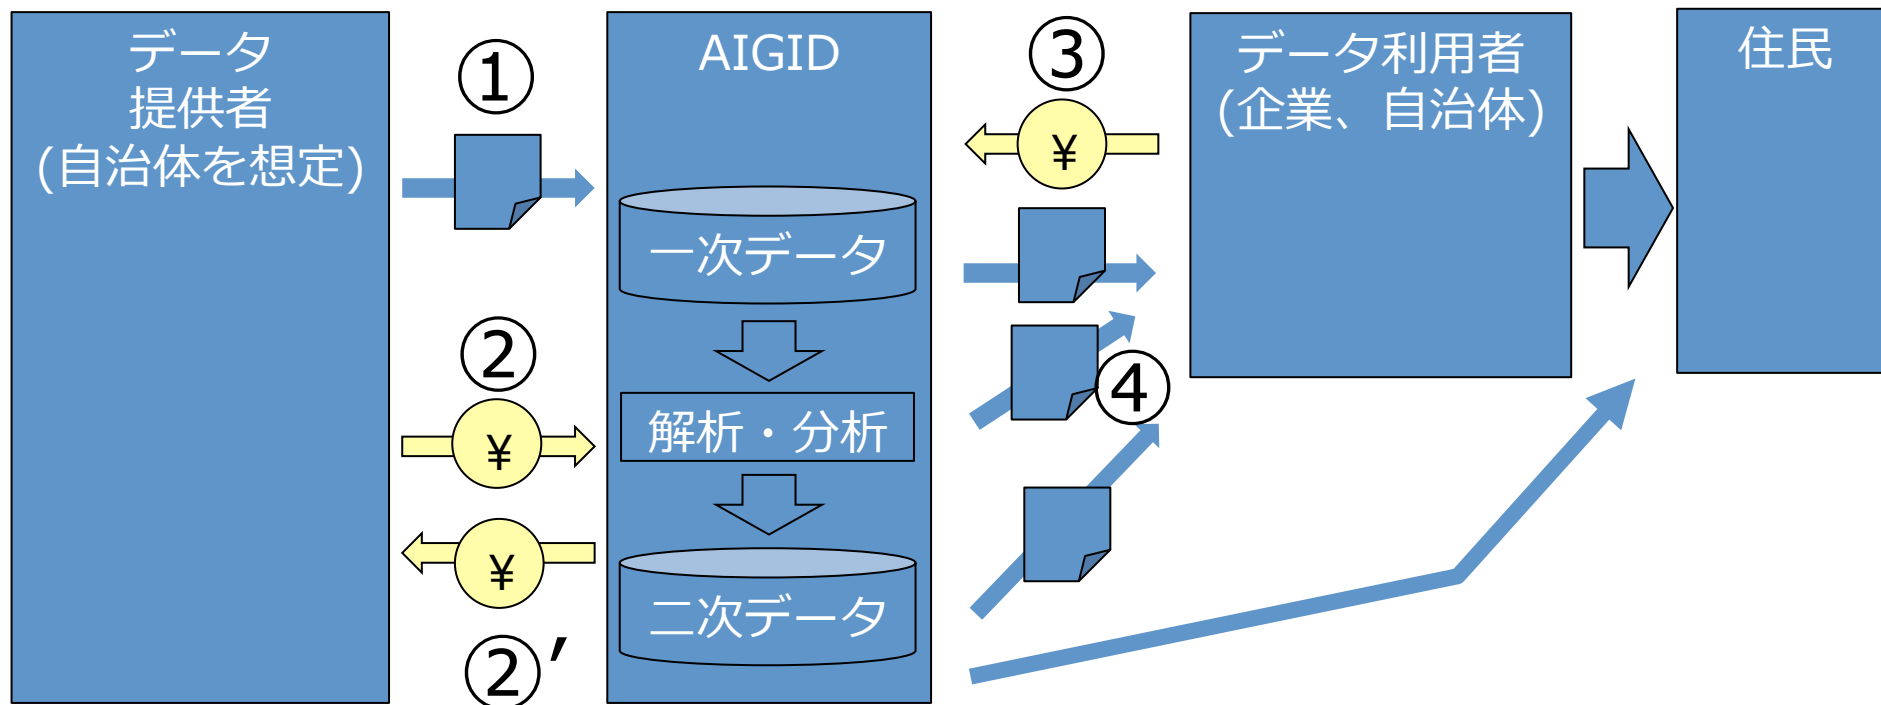 データ
提供者
(自治体を想定)
①
¥
②
¥
②′
AIGID
一次データ
解析・分析
二次データ
③
¥
④
データ利用者
(企業、自治体)
住民